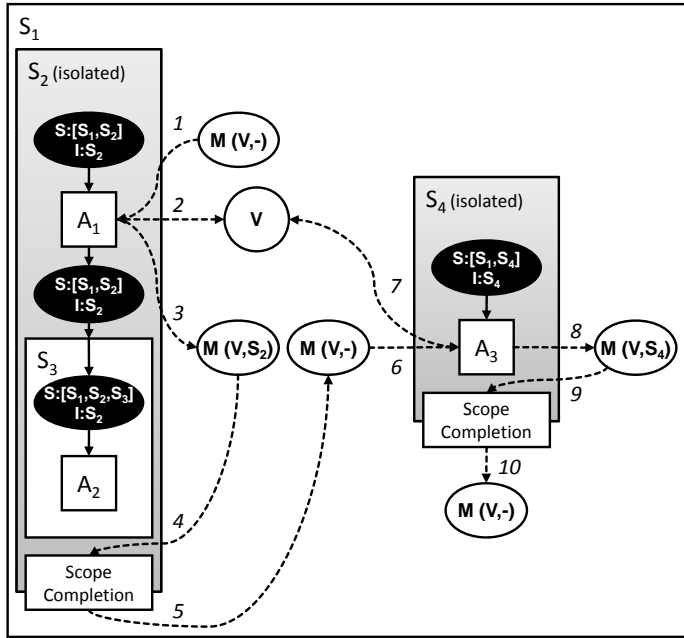 S₁
S₂ (isolated)
S:[S₁,S₂]
I:S₂
1
M (V,-)
A₁
2
V
S:[S₁,S₂]
I:S₂
3
M (V,S₂)
S₃
S:[S₁,S₂,S₃]
I:S₂
A₂
4
Scope
Completion
5
M (V,-)
6
7
S₄ (isolated)
S:[S₁,S₄]
I:S₄
A₃
8
M (V,S₄)
9
Scope
Completion
10
M (V,-)